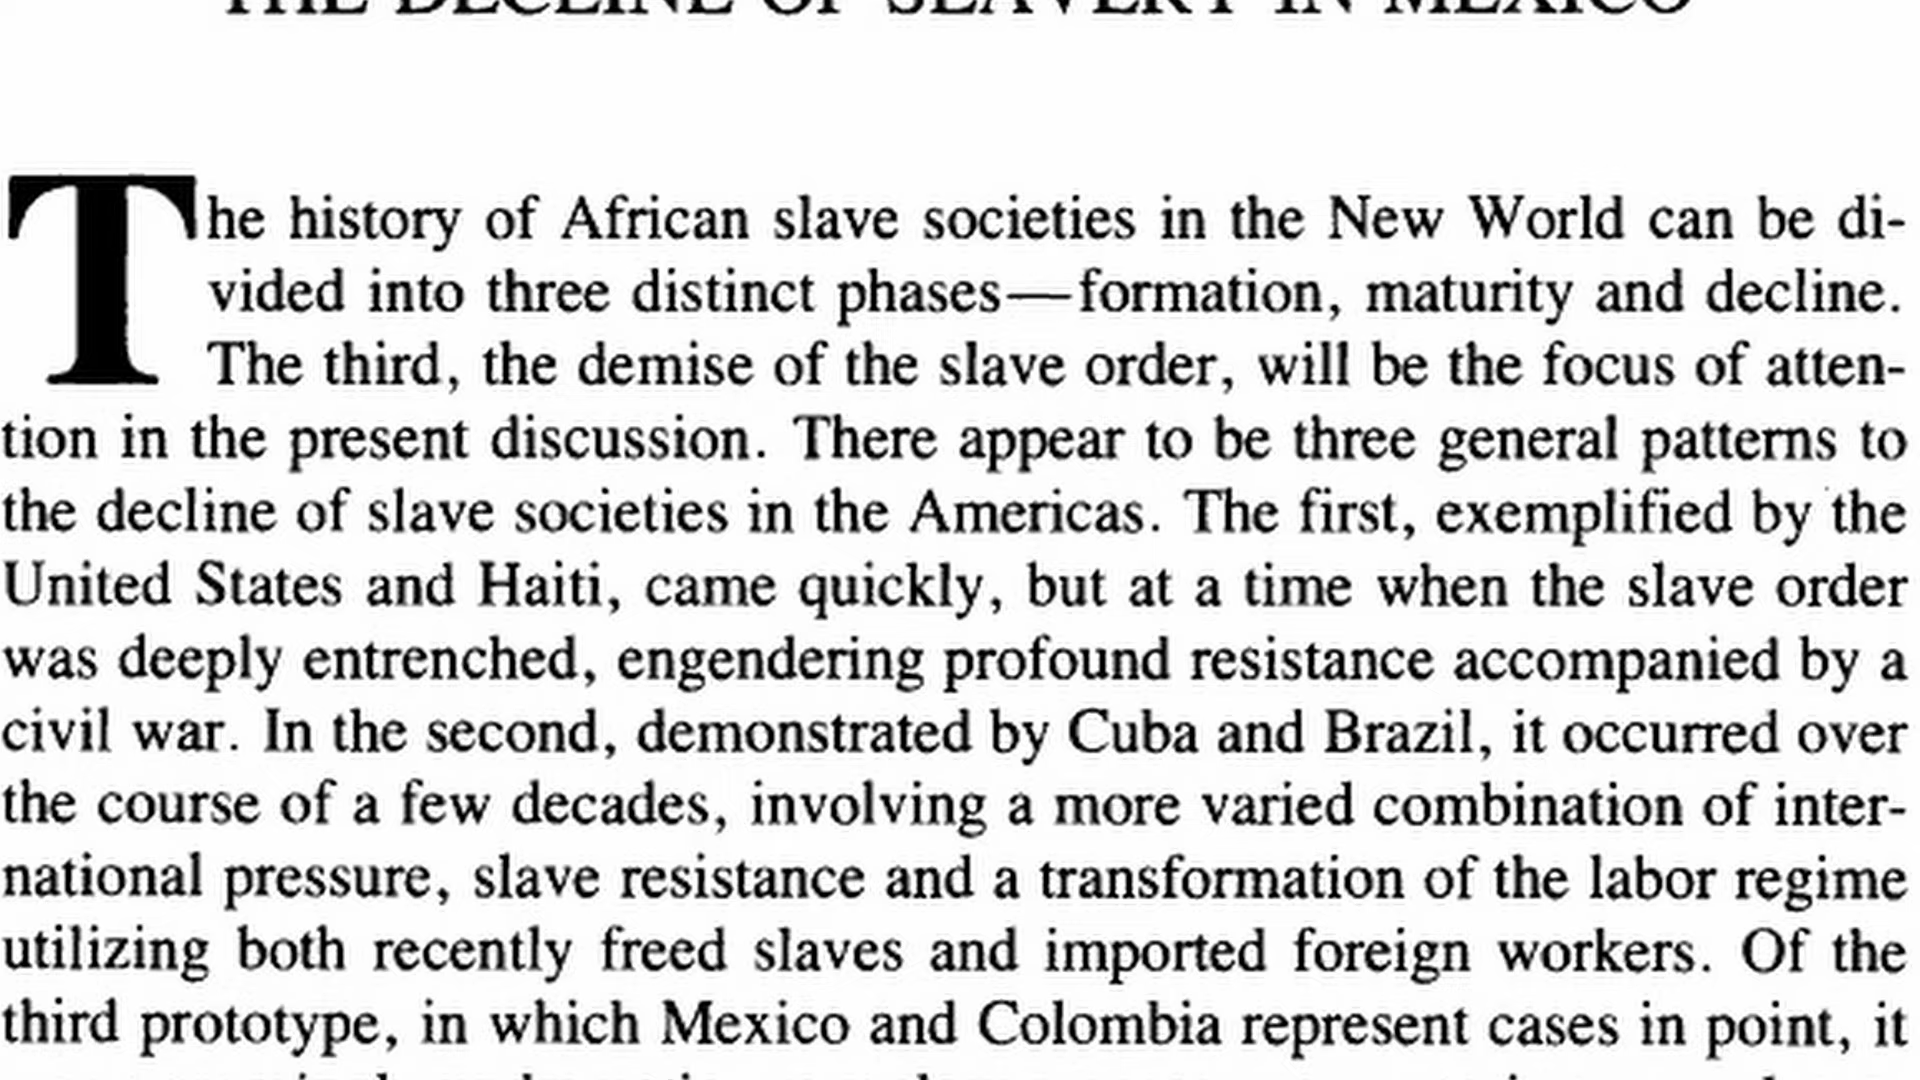 THE DECLINE OF SLAVERY IN MEXICO
The history of African slave societies in the New World can be di-
vided into three distinct phases—formation, maturity and decline.
The third, the demise of the slave order, will be the focus of atten-
tion in the present discussion. There appear to be three general patterns to
the decline of slave societies in the Americas. The first, exemplified by the
United States and Haiti, came quickly, but at a time when the slave order
was deeply entrenched, engendering profound resistance accompanied by a
civil war. In the second, demonstrated by Cuba and Brazil, it occurred over
the course of a few decades, involving a more varied combination of inter-
national pressure, slave resistance and a transformation of the labor regime
utilizing both recently freed slaves and imported foreign workers. Of the
third prototype, in which Mexico and Colombia represent cases in point, it